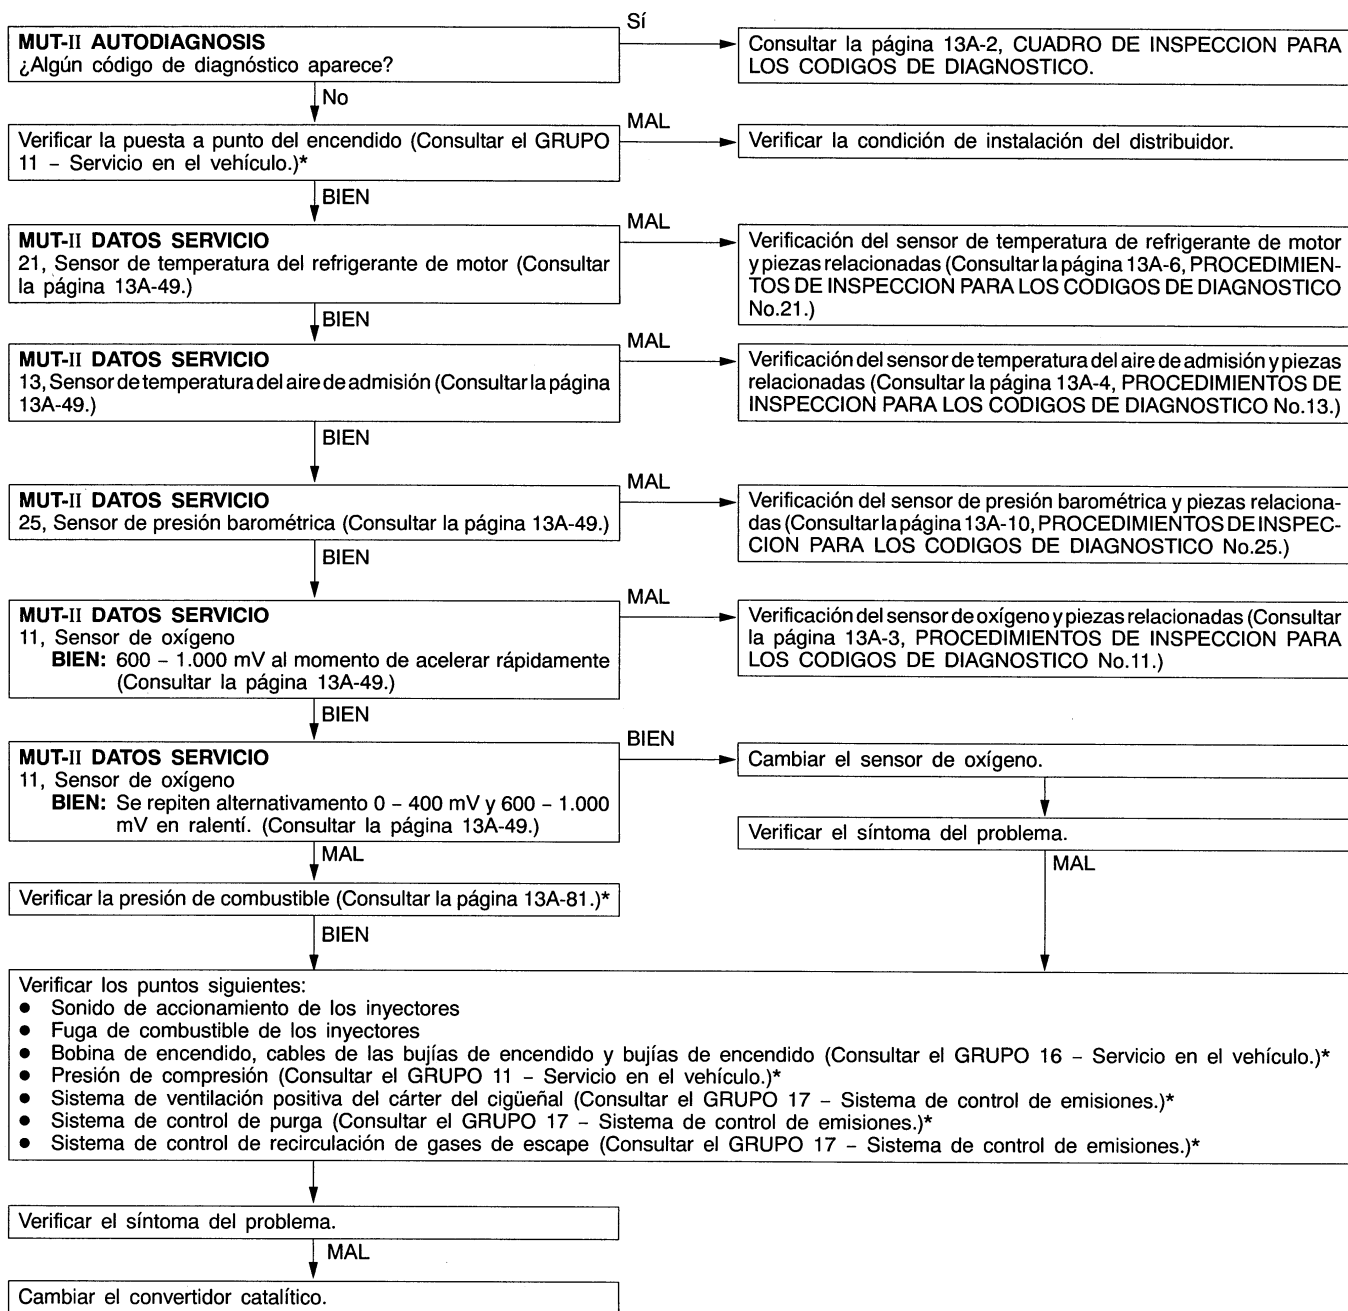 Sí
MUT-II AUTODIAGNOSIS
¿Algún código de diagnóstico aparece?
Consultar la página 13A-2, CUADRO DE INSPECCION PARA
LOS CODIGOS DE DIAGNOSTICO.
No
Verificar la puesta a punto del encendido (Consultar el GRUPO
11 – Servicio en el vehículo.)*
MAL
Verificar la condición de instalación del distribuidor.
BIEN
MUT-II DATOS SERVICIO
21, Sensor de temperatura del refrigerante de motor (Consultar
la página 13A-49.)
MAL
Verificación del sensor de temperatura de refrigerante de motor
y piezas relacionadas (Consultar la página 13A-6, PROCEDIMIEN-
TOS DE INSPECCION PARA LOS CODIGOS DE DIAGNOSTICO
No.21.)
BIEN
MUT-II DATOS SERVICIO
13, Sensor de temperatura del aire de admisión (Consultar la página
13A-49.)
MAL
Verificación del sensor de temperatura del aire de admisión y piezas
relacionadas (Consultar la página 13A-4, PROCEDIMIENTOS DE
INSPECCION PARA LOS CODIGOS DE DIAGNOSTICO No.13.)
BIEN
MUT-II DATOS SERVICIO
25, Sensor de presión barométrica (Consultar la página 13A-49.)
MAL
Verificación del sensor de presión barométrica y piezas relaciona-
das (Consultar la página 13A-10, PROCEDIMIENTOS DE INSPEC-
CION PARA LOS CODIGOS DE DIAGNOSTICO No.25.)
BIEN
MUT-II DATOS SERVICIO
11, Sensor de oxígeno
BIEN: 600 – 1.000 mV al momento de acelerar rápidamente
(Consultar la página 13A-49.)
MAL
Verificación del sensor de oxígeno y piezas relacionadas (Consultar
la página 13A-3, PROCEDIMIENTOS DE INSPECCION PARA
LOS CODIGOS DE DIAGNOSTICO No.11.)
BIEN
MUT-II DATOS SERVICIO
11, Sensor de oxígeno
BIEN: Se repiten alternativamento 0 – 400 mV y 600 – 1.000
mV en ralentí. (Consultar la página 13A-49.)
BIEN
Cambiar el sensor de oxígeno.
Verificar el síntoma del problema.
MAL
MAL
Verificar la presión de combustible (Consultar la página 13A-81.)*
BIEN
Verificar los puntos siguientes:
● Sonido de accionamiento de los inyectores
● Fuga de combustible de los inyectores
● Bobina de encendido, cables de las bujías de encendido y bujías de encendido (Consultar el GRUPO 16 – Servicio en el vehículo.)*
● Presión de compresión (Consultar el GRUPO 11 – Servicio en el vehículo.)*
● Sistema de ventilación positiva del cárter del cigüeñal (Consultar el GRUPO 17 – Sistema de control de emisiones.)*
● Sistema de control de purga (Consultar el GRUPO 17 – Sistema de control de emisiones.)*
● Sistema de control de recirculación de gases de escape (Consultar el GRUPO 17 – Sistema de control de emisiones.)*
Verificar el síntoma del problema.
MAL
Cambiar el convertidor catalítico.